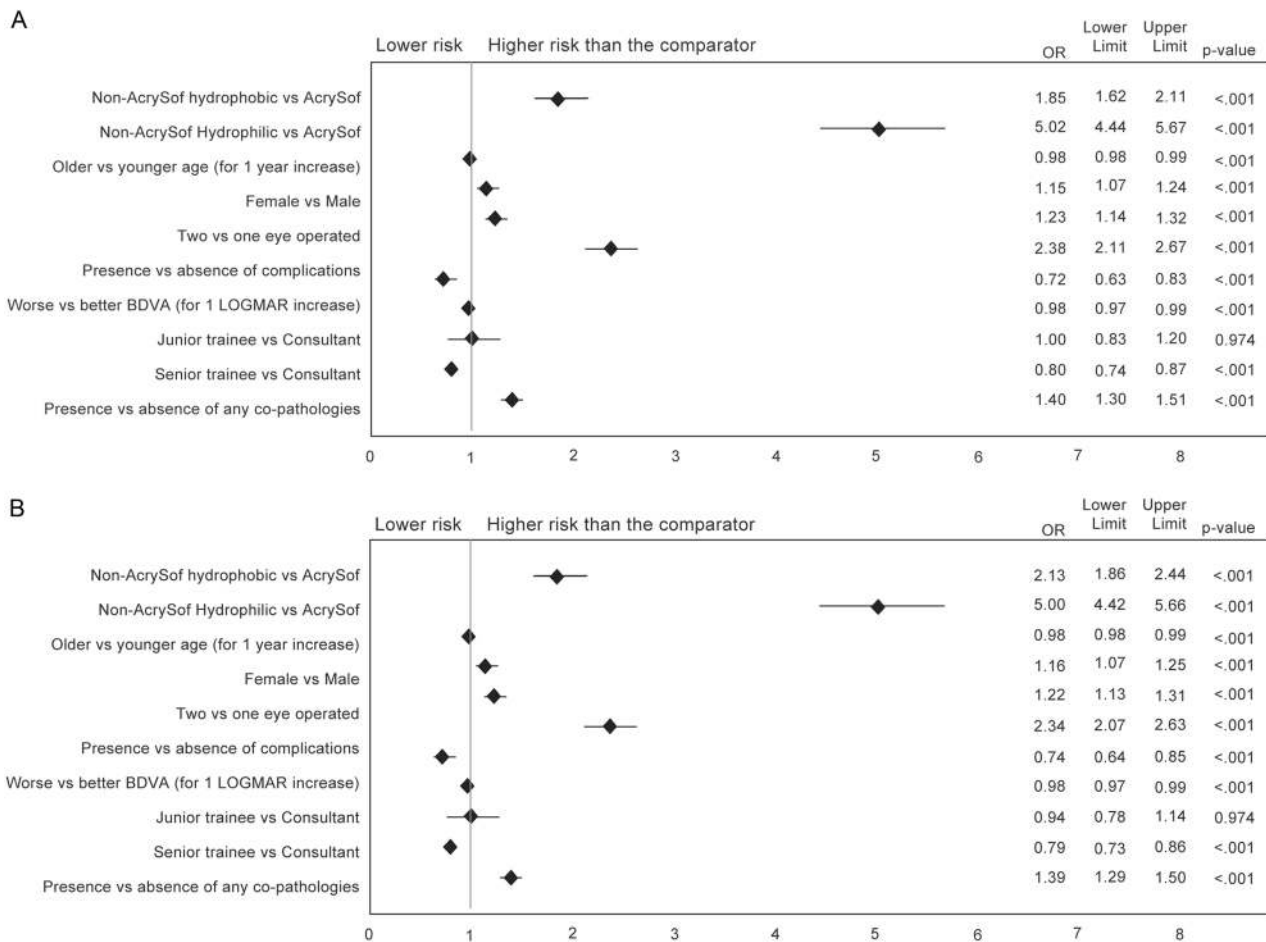 A
Lower risk Higher risk than the comparator OR Lower Limit Upper Limit p-value
Non-AcrySof hydrophobic vs AcrySof 1.85 1.62 2.11 <.001
Non-AcrySof Hydrophilic vs AcrySof 5.02 4.44 5.67 <.001
Older vs younger age (for 1 year increase) 0.98 0.98 0.99 <.001
1.15 1.07 1.24 <.001
Female vs Male
1.23 1.14 1.32 <.001
Two vs one eye operated
2.38 2.11 2.67 <.001
Presence vs absence of complications
0.72 0.63 0.83 <.001
Worse vs better BDVA (for 1 LOGMAR increase) 0.98 0.97 0.99 <.001
Junior trainee vs Consultant 1.00 0.83 1.20 0.974
Senior trainee vs Consultant 0.80 0.74 0.87 <.001
Presence vs absence of any co-pathologies 1.40 1.30 1.51 <.001
0 1 2 3 4 5 6 7 8
B
Lower risk Higher risk than the comparator OR Lower Limit Upper Limit p-value
Non-AcrySof hydrophobic vs AcrySof 2.13 1.86 2.44 <.001
Non-AcrySof Hydrophilic vs AcrySof 5.00 4.42 5.66 <.001
Older vs younger age (for 1 year increase) 0.98 0.98 0.99 <.001
1.16 1.07 1.25 <.001
Female vs Male
1.22 1.13 1.31 <.001
Two vs one eye operated
2.34 2.07 2.63 <.001
Presence vs absence of complications
0.74 0.64 0.85 <.001
Worse vs better BDVA (for 1 LOGMAR increase) 0.98 0.97 0.99 <.001
Junior trainee vs Consultant 0.94 0.78 1.14 0.974
Senior trainee vs Consultant 0.79 0.73 0.86 <.001
Presence vs absence of any co-pathologies 1.39 1.29 1.50 <.001
0 1 2 3 4 5 6 7 8